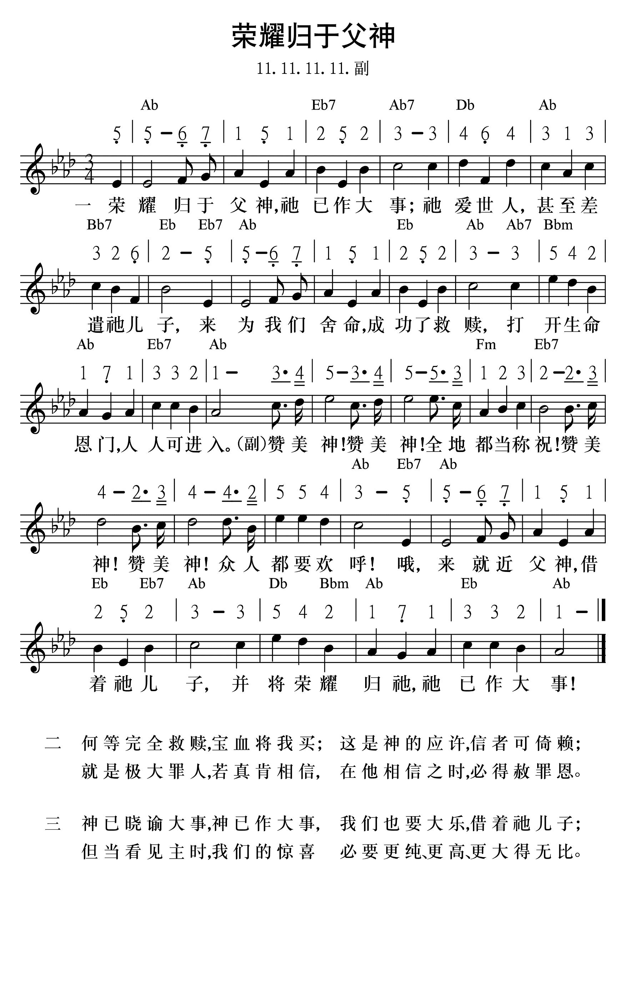 荣耀归于父神
11. 11. 11. 11. 副
Ab Eb7 Ab7 Db Ab
5 | 5 – 6 7 | 1 5 1 | 2 5 2 | 3 – 3 | 4 6 4 | 3 1 3 |
3 4
一 荣 耀 归 于 父 神,祂 已 作 大 事；祂 爱 世 人，甚 至 差
Bb7 Eb Eb7 Ab Eb Ab Ab7 Bbm
3 2 6 | 2 – 5 | 5 – 6 7 | 1 5 1 | 2 5 2 | 3 – 3 | 5 4 2 |
遣 祂 儿 子，来 为 我 们 舍 命,成 功 了 救 赎，打 开 生 命
Ab Eb7 Ab Fm Eb7
1 7 1 | 3 3 2 | 1 – 3· 4 | 5 – 3· 4 | 5 – 5· 3 | 1 2 3 | 2 – 2· 3 |
恩 门,人 人 可 进 入。（副）赞 美 神！赞 美 神！全 地 都 当 称 祝！赞 美
Ab Eb7 Ab
4 – 2· 3 | 4 – 4· 2 | 5 5 4 | 3 – 5 | 5 – 6 7 | 1 5 1 |
神！赞 美 神！众 人 都 要 欢 呼！哦，来 就 近 父 神,借
Eb Eb7 Ab Db Bbm Ab Eb Ab
2 5 2 | 3 – 3 | 5 4 2 | 1 7 1 | 3 3 2 | 1 – |
着 祂 儿 子，并 将 荣 耀 归 祂,祂 已 作 大 事！
二 何 等 完 全 救 赎,宝 血 将 我 买； 这 是 神 的 应 许,信 者 可 倚 赖；
就 是 极 大 罪 人,若 真 肯 相 信， 在 他 相 信 之 时,必 得 赦 罪 恩。
三 神 已 晓 谕 大 事,神 已 作 大 事， 我 们 也 要 大 乐,借 着 祂 儿 子；
但 当 看 见 主 时,我 们 的 惊 喜 必 要 更 纯、更 高、更 大 得 无 比。